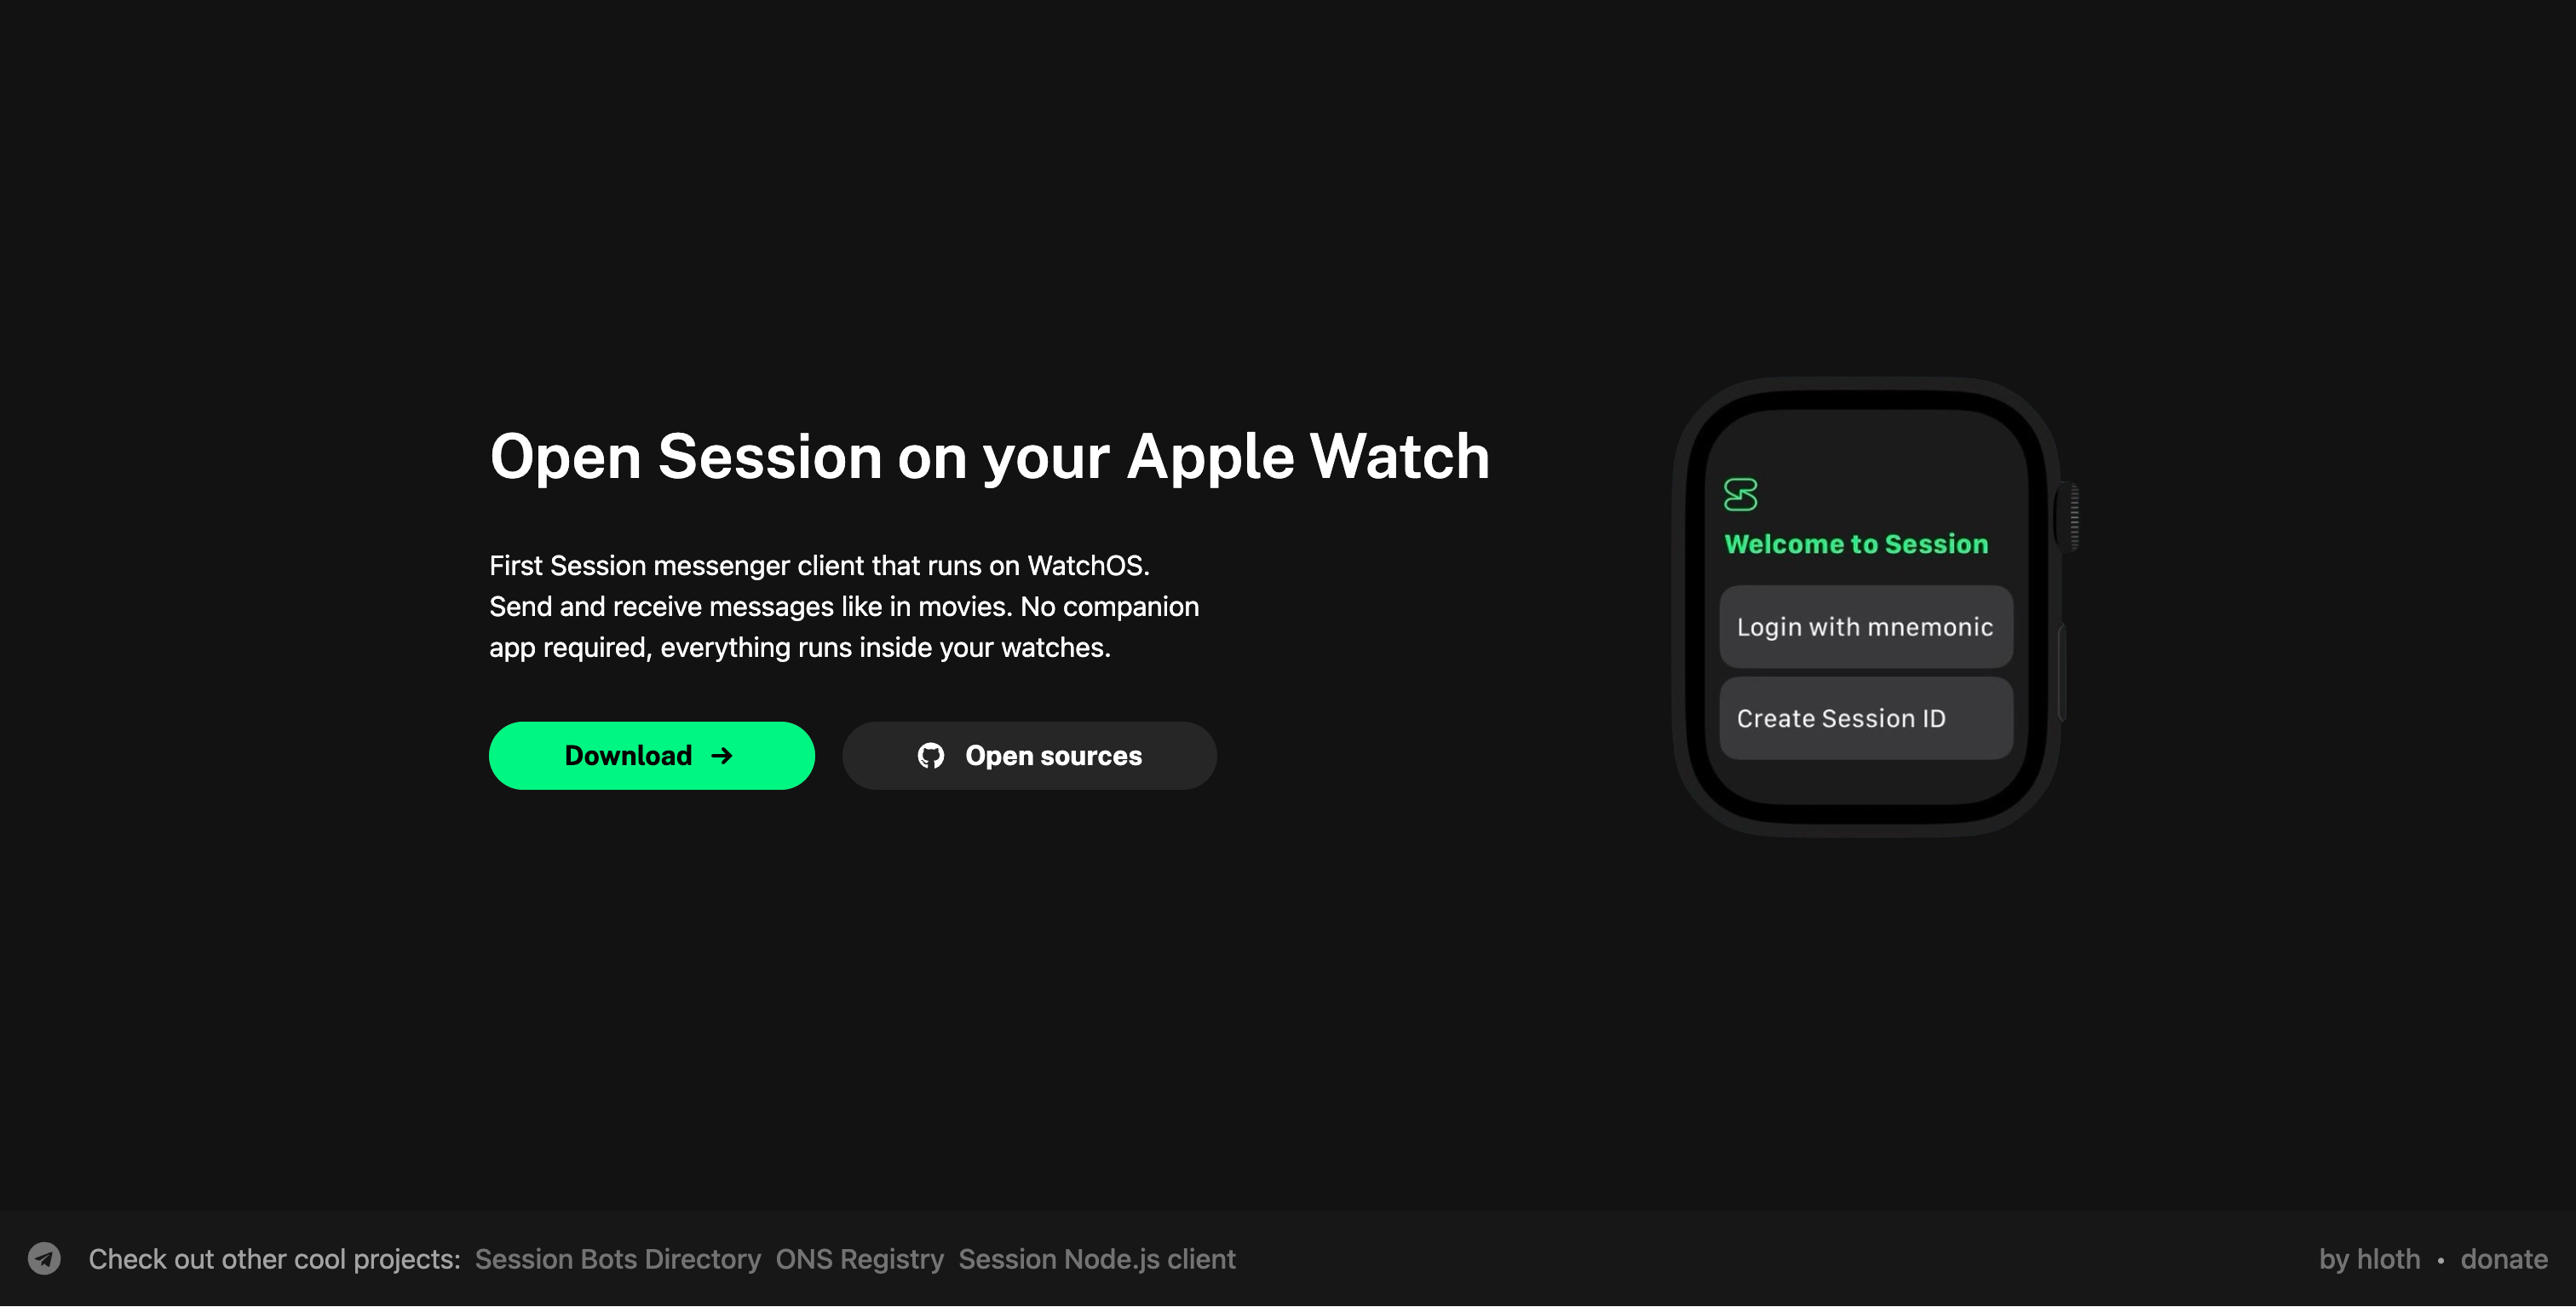 Open Session on your Apple Watch
First Session messenger client that runs on WatchOS.
Send and receive messages like in movies. No companion
app required, everything runs inside your watches.
Download
Open sources
Welcome to Session
Login with mnemonic
Create Session ID
Check out other cool projects: Session Bots Directory ONS Registry Session Node.js client
by hloth • donate